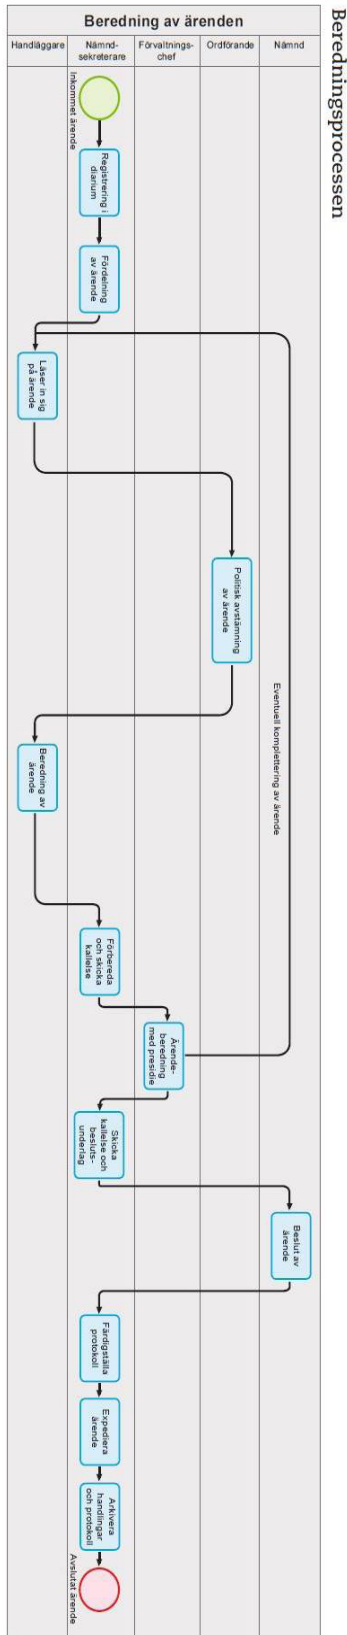 Beredningsprocessen
Beredning av ärenden
Handläggare
Nämnd-
sekreterare
Förvaltnings-
chef
Ordförande
Nämnd
Inkommet ärende
Registrering i
diarium
Fördelning
av ärende
Läser in sig
på ärende
Politisk avstämning
av ärende
Eventuell komplettering av ärende
Beredning av
ärende
Förbereda
och skicka
kallelse
Ärende-
beredning
med presidie
Skicka
kallelse och
besluts-
underlag
Beslut av
ärende
Färdigställa
protokoll
Expediera
ärende
Arkivera
handlingar
och protokoll
Avslutat ärende